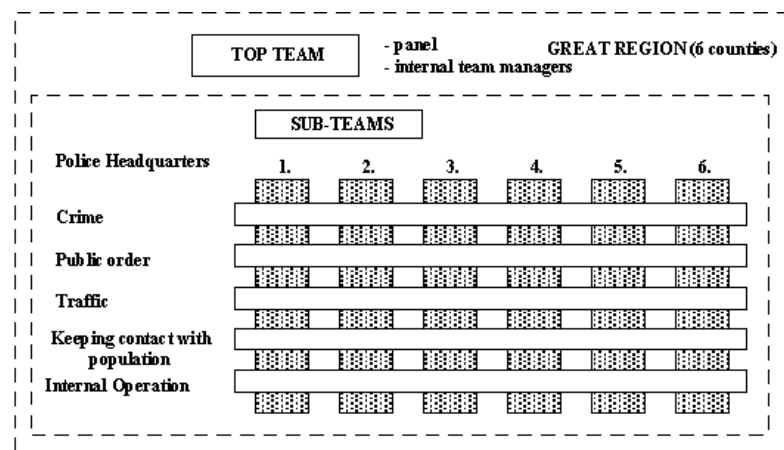 TOP TEAM
- panel
- internal team managers
GREAT REGION (6 counties)
SUB-TEAMS
Police Headquarters
1. 2. 3. 4. 5. 6.
Crime
Public order
Traffic
Keeping contact with
population
Internal Operation